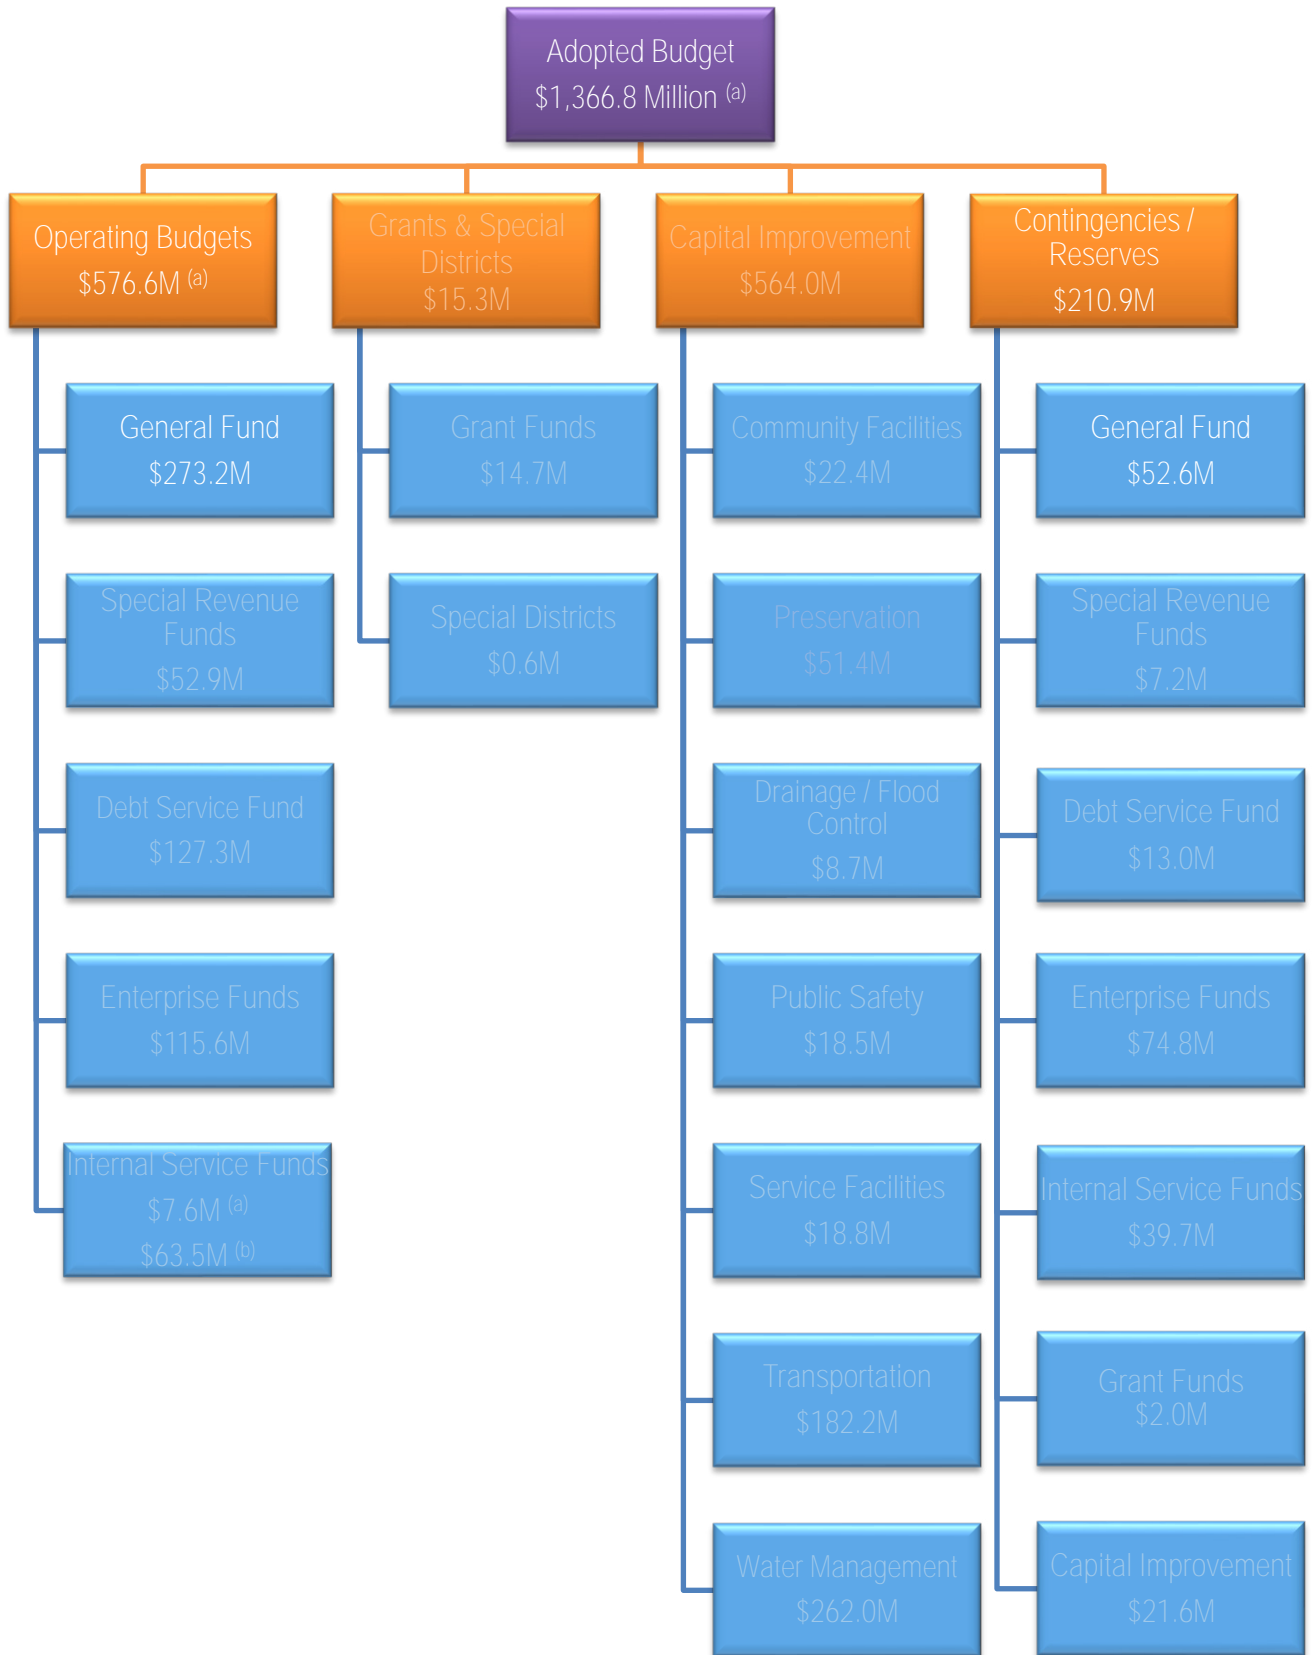 Adopted Budget
$1,366.8 Million (a)
Operating Budgets
$576.6M (a)
Grants & Special
Districts
$15.3M
Capital Improvement
$564.0M
Contingencies /
Reserves
$210.9M
General Fund
$273.2M
Special Revenue
Funds
$52.9M
Debt Service Fund
$127.3M
Enterprise Funds
$115.6M
Internal Service Funds
$7.6M (a)
$63.5M (b)
Grant Funds
$14.7M
Special Districts
$0.6M
Community Facilities
$22.4M
Preservation
$51.4M
Drainage / Flood
Control
$8.7M
Public Safety
$18.5M
Service Facilities
$18.8M
Transportation
$182.2M
Water Management
$262.0M
General Fund
$52.6M
Special Revenue
Funds
$7.2M
Debt Service Fund
$13.0M
Enterprise Funds
$74.8M
Internal Service Funds
$39.7M
Grant Funds
$2.0M
Capital Improvement
$21.6M